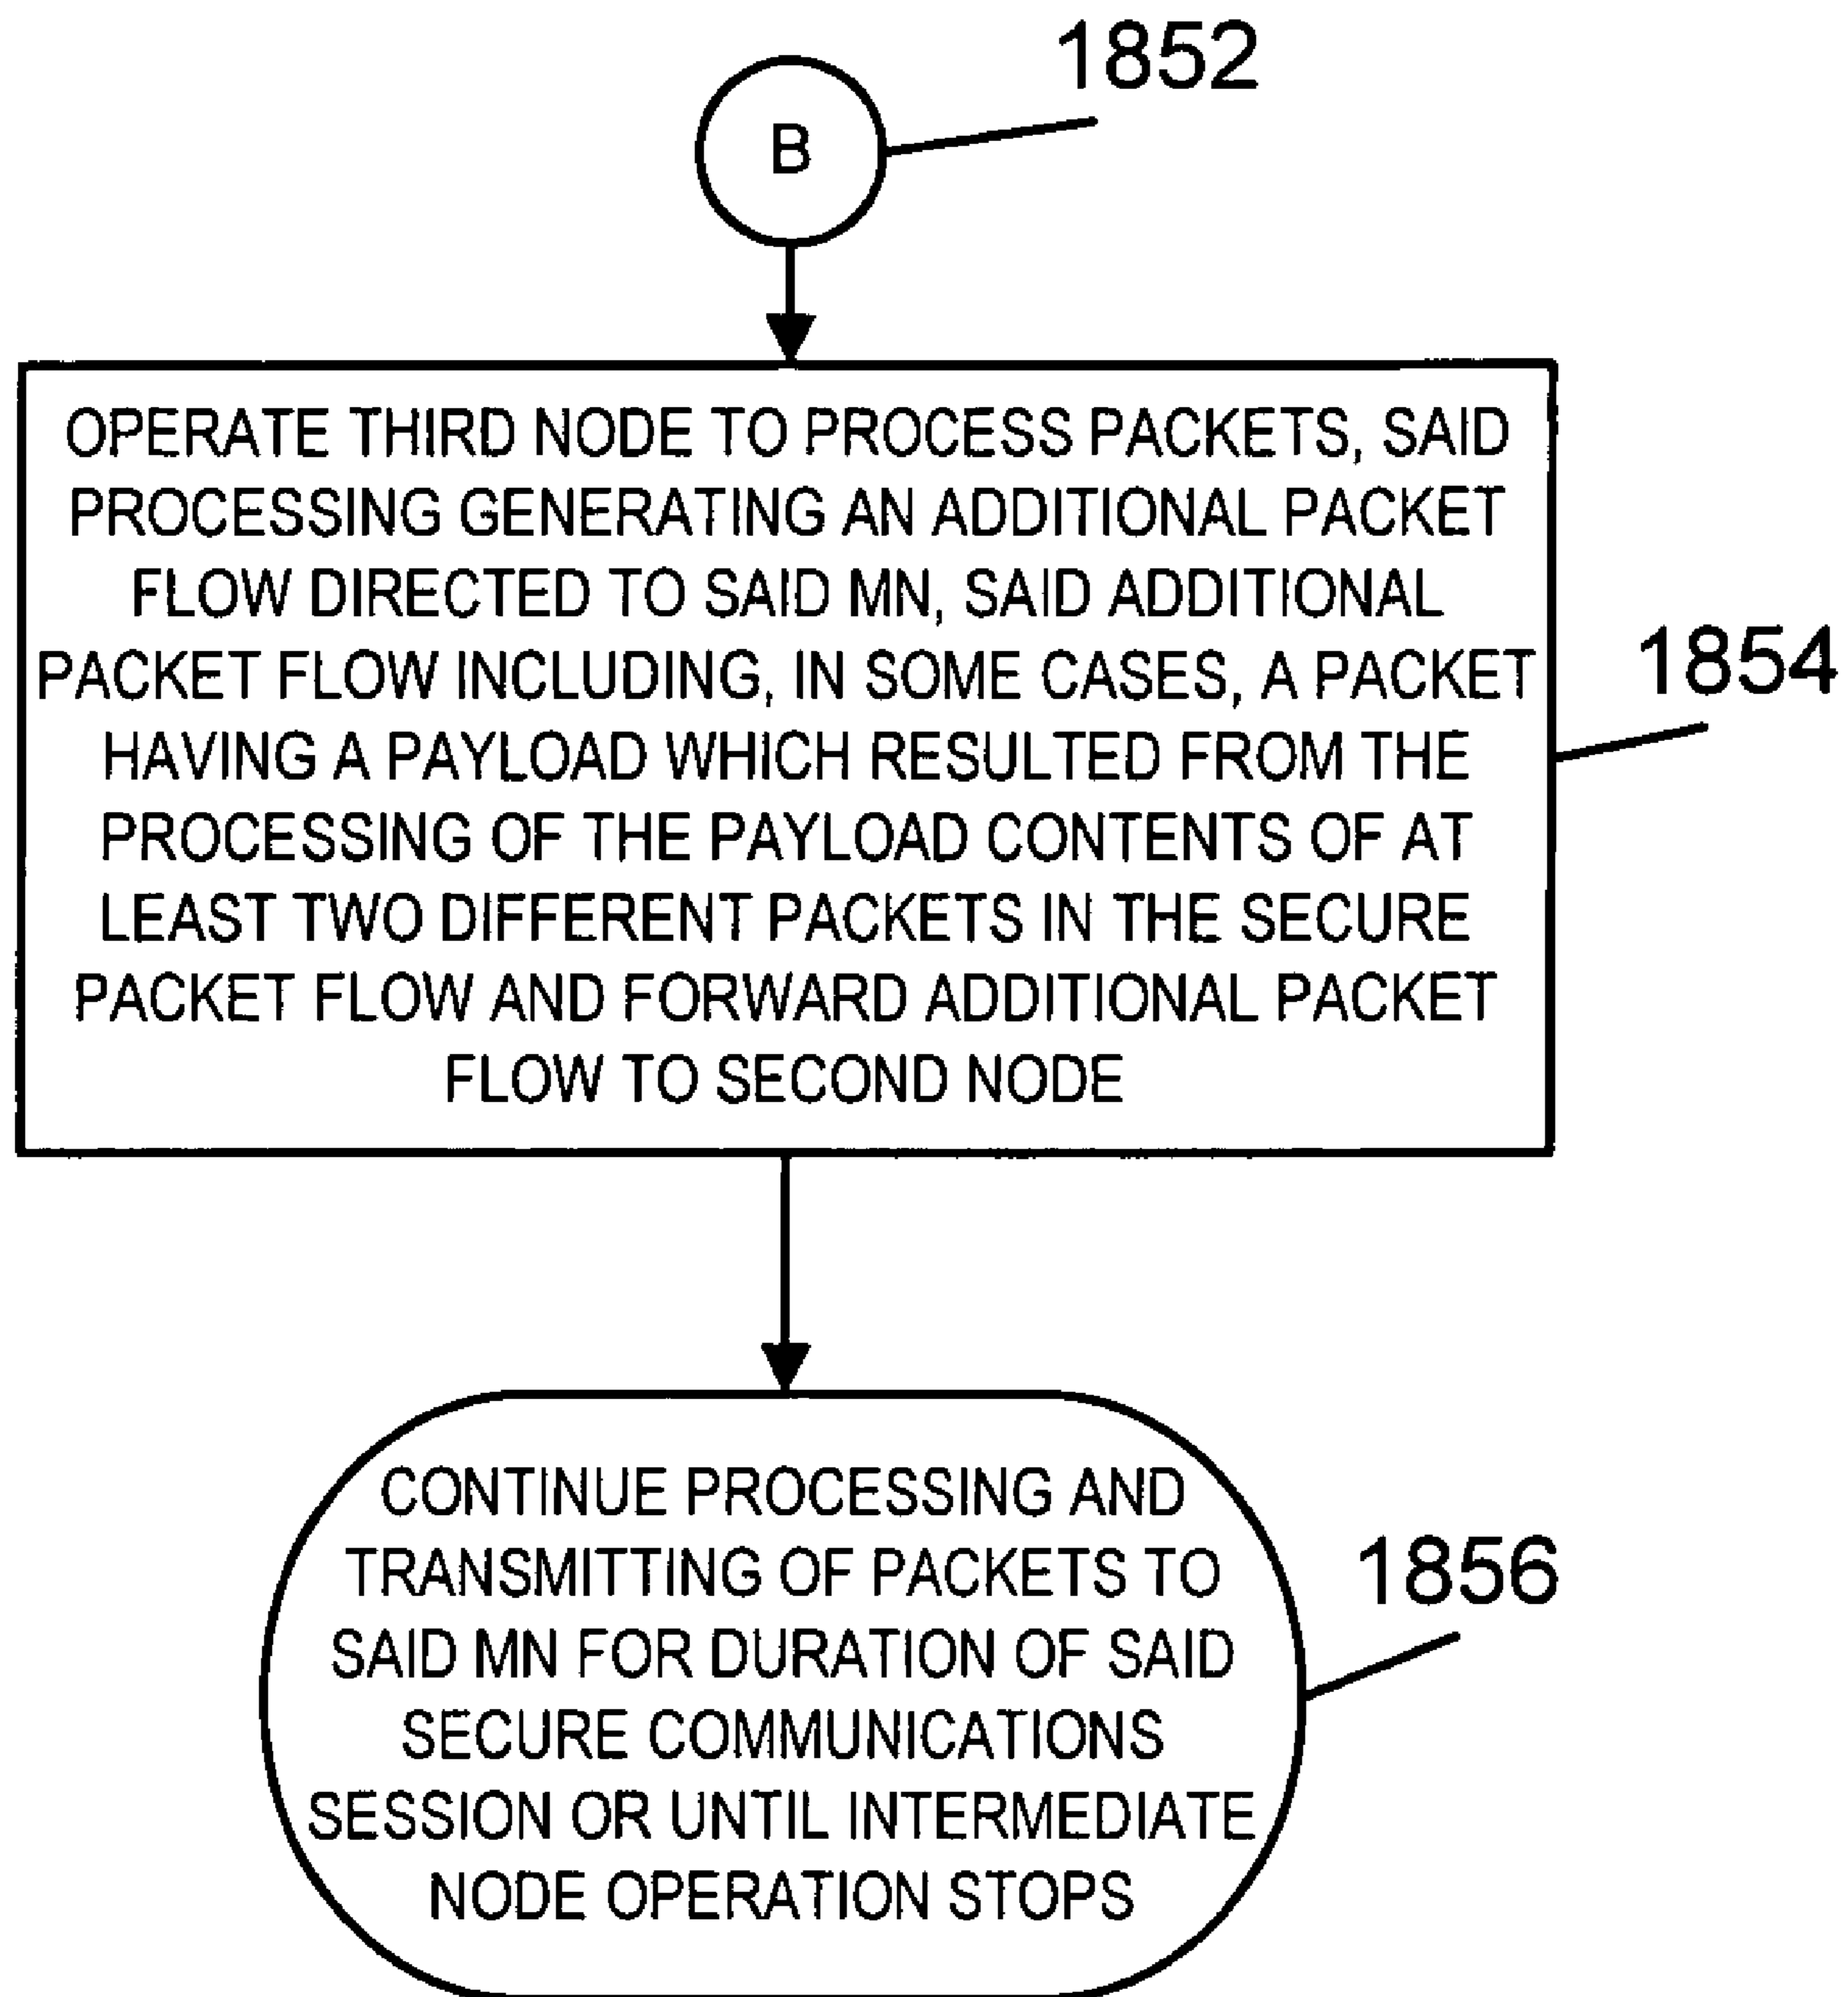 1852
B
OPERATE THIRD NODE TO PROCESS PACKETS, SAID
PROCESSING GENERATING AN ADDITIONAL PACKET
FLOW DIRECTED TO SAID MN, SAID ADDITIONAL
PACKET FLOW INCLUDING, IN SOME CASES, A PACKET
HAVING A PAYLOAD WHICH RESULTED FROM THE
PROCESSING OF THE PAYLOAD CONTENTS OF AT
LEAST TWO DIFFERENT PACKETS IN THE SECURE
PACKET FLOW AND FORWARD ADDITIONAL PACKET
FLOW TO SECOND NODE
1854
CONTINUE PROCESSING AND
TRANSMITTING OF PACKETS TO
SAID MN FOR DURATION OF SAID
SECURE COMMUNICATIONS
SESSION OR UNTIL INTERMEDIATE
NODE OPERATION STOPS
1856